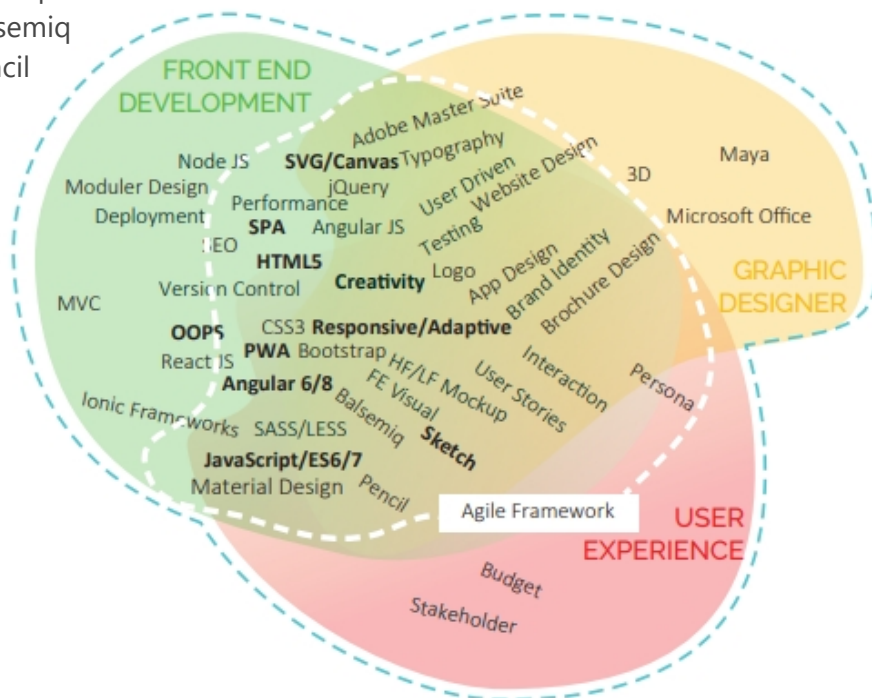 semiq
FRONT END
DEVELOPMENT
Adobe Master Suite
Node JS
SVG/Canvas
Typography
Moduler Design
jQuery
User Driven
Website Design
Maya
3D
Deployment
Performance
SPA
Angular JS
Testing
Microsoft Office
SEO
HTML5
Creativity
Logo
App Design
Brand Identity
Brochure Design
GRAPHIC
DESIGNER
MVC
Version Control
OOPS
CSS3
Responsive/Adaptive
React JS
PWA
Bootstrap
HF/LF Mockup
User Stories
Interaction
Persona
Angular 6/8
FE Visual
Ionic Frameworks
SASS/LESS
Balsemiq
Sketch
JavaScript/ES6/7
Material Design
Pencil
Agile Framework
USER
EXPERIENCE
Budget
Stakeholder